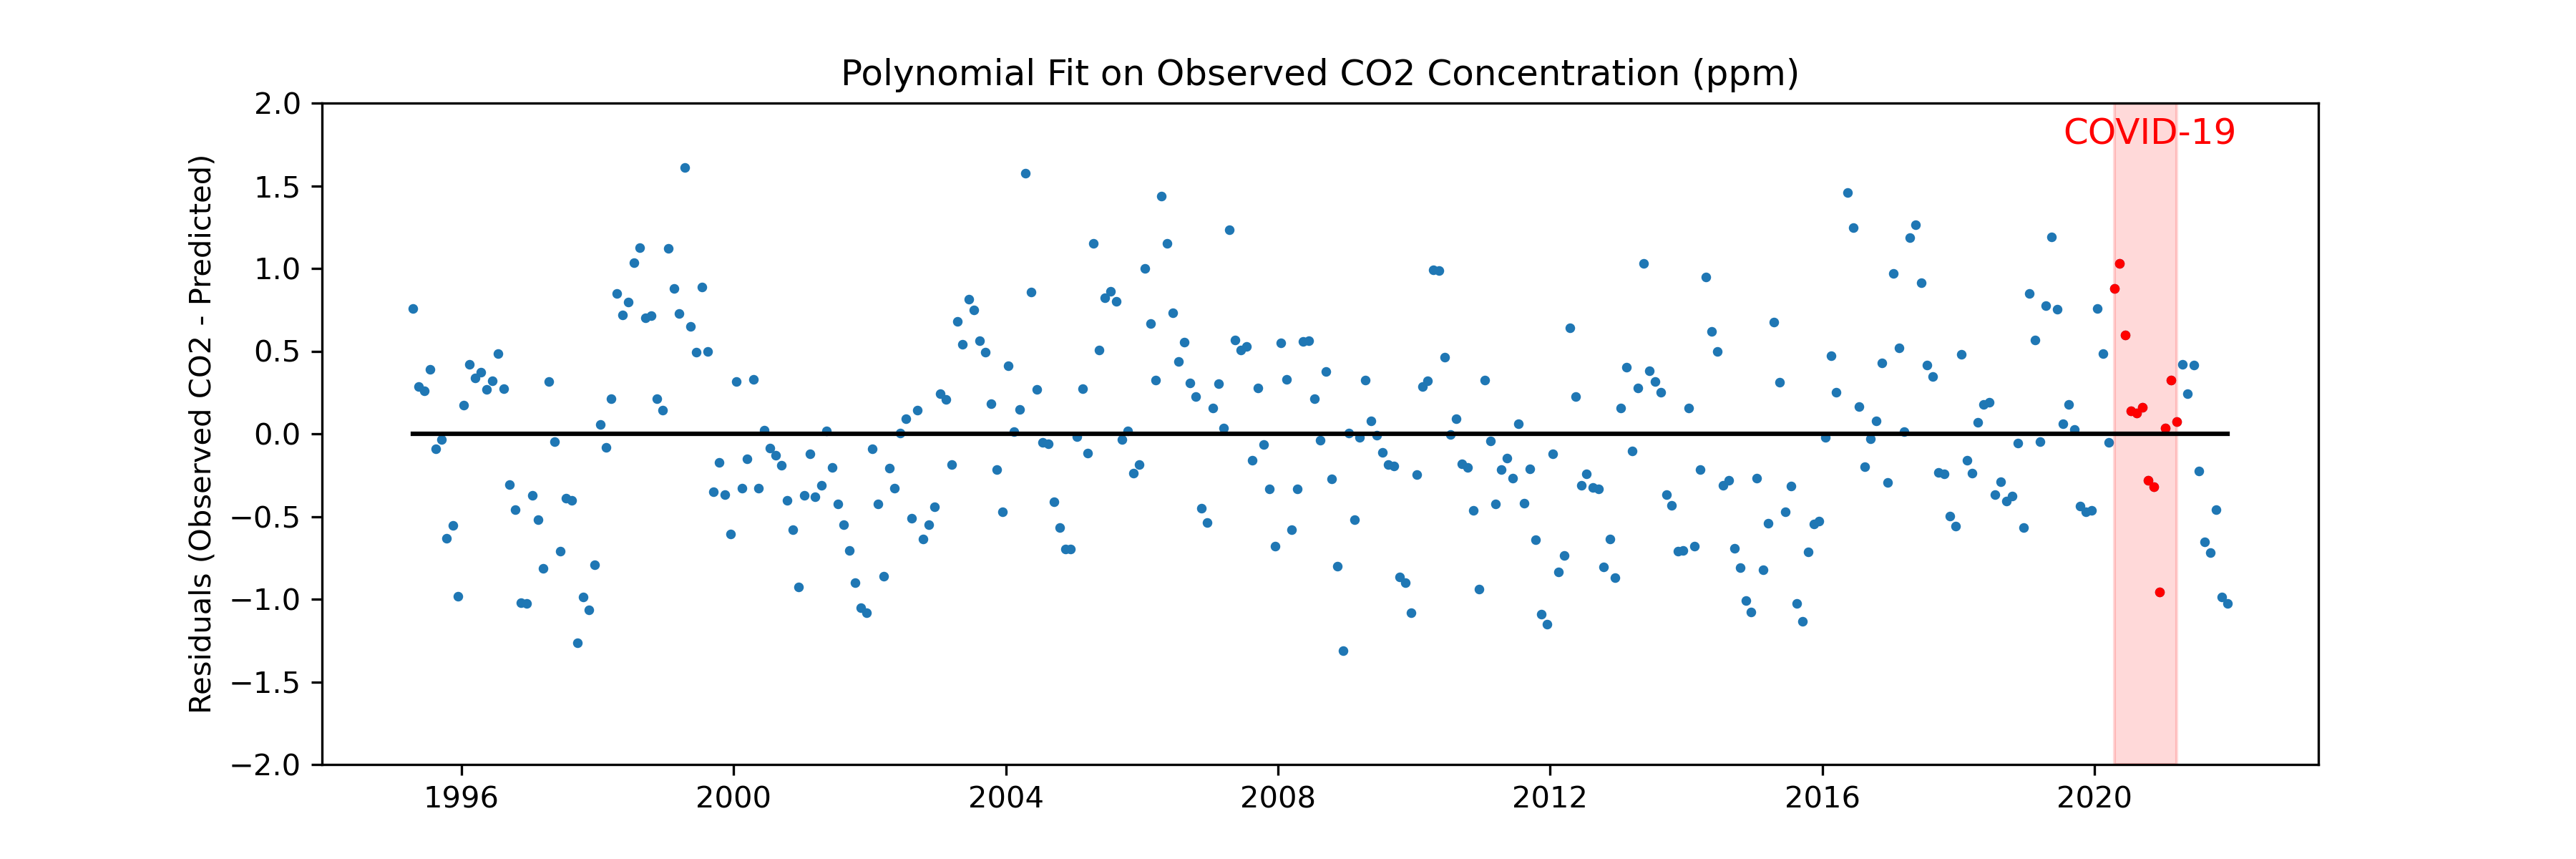 Polynomial Fit on Observed CO2 Concentration (ppm)
Residuals (Observed CO2 - Predicted)
2.0
1.5
1.0
0.5
0.0
−0.5
−1.0
−1.5
−2.0
COVID-19
1996 2000 2004 2008 2012 2016 2020